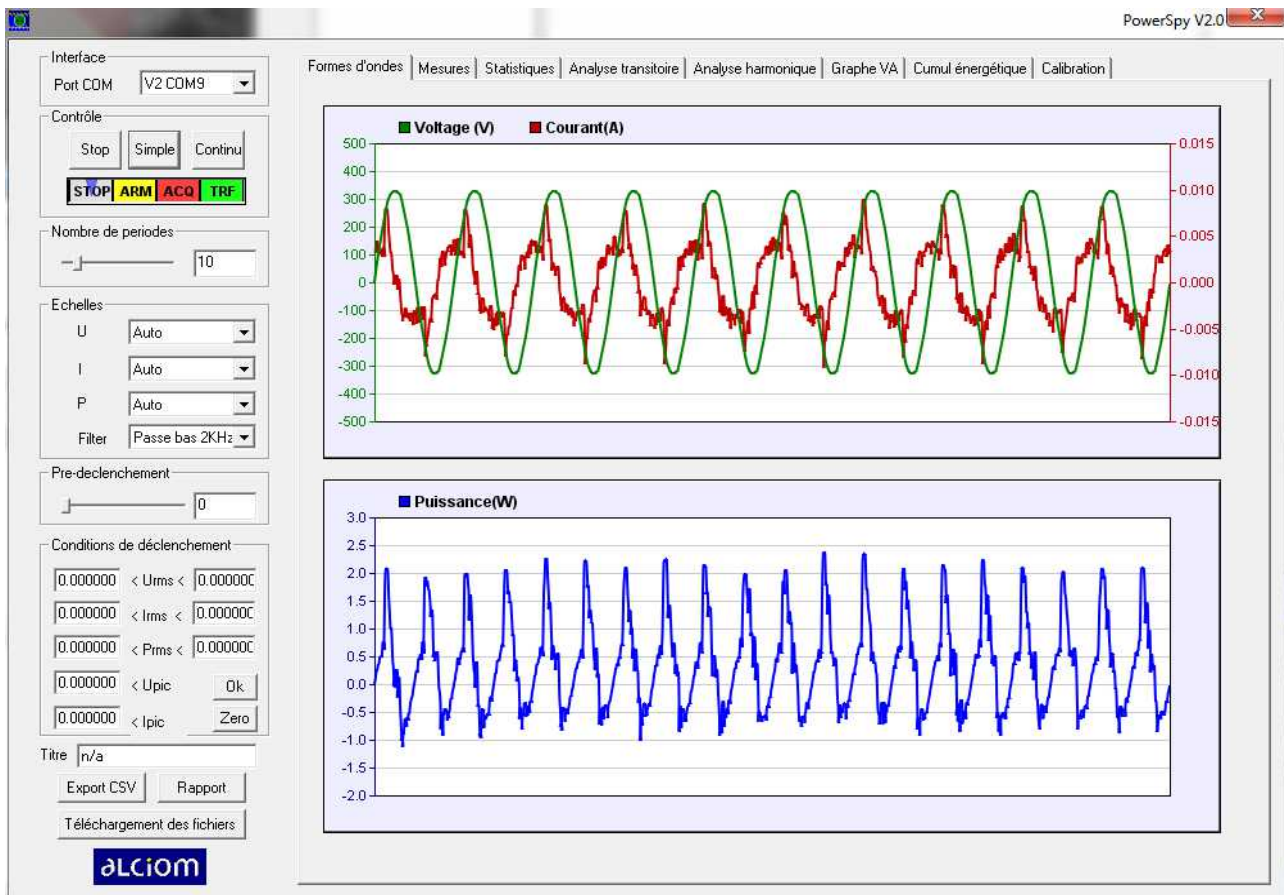 PowerSpy V2.0
Interface
Port COM V2 COM9
Contrôle
Stop Simple Continu
STOP ARM ACQ TRF
Nombre de periodes
10
Echelles
U Auto
I Auto
P Auto
Filter Passe bas 2KHz
Pre-declenchement
0
Conditions de déclenchement
0.000000 < Urms < 0.000000
0.000000 < Irms < 0.000000
0.000000 < Prms < 0.000000
0.000000 < Upic Ok
0.000000 < Ipic Zero
Titre n/a
Export CSV Rapport
Téléchargement des fichiers
aLCiom
Formes d'ondes Mesures Statistiques Analyse transitoire Analyse harmonique Graphe VA Cumul énergétique Calibration
Voltage (V) Courant(A)
500 0.015
400
300 0.010
200 0.005
100
0 0.000
-100
-200 -0.005
-300 -0.010
-400
-500 -0.015
Puissance(W)
3.0
2.5
2.0
1.5
1.0
0.5
0.0
-0.5
-1.0
-1.5
-2.0